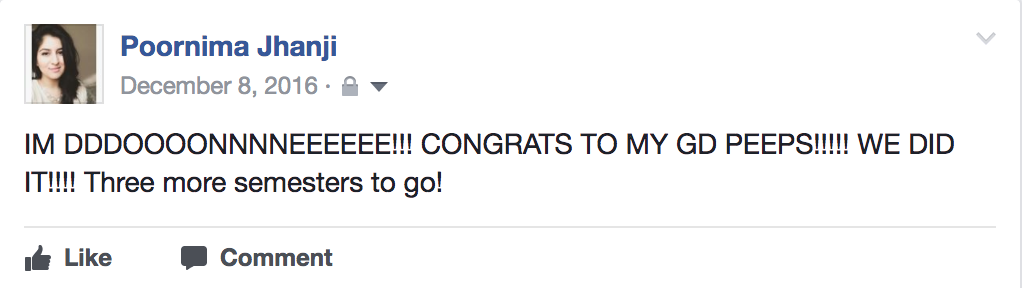 Poornima Jhanji
December 8, 2016 ·
IM DDDOOOONNNNEEEEEE!!! CONGRATS TO MY GD PEEPS!!!!! WE DID
IT!!!! Three more semesters to go!
Like Comment